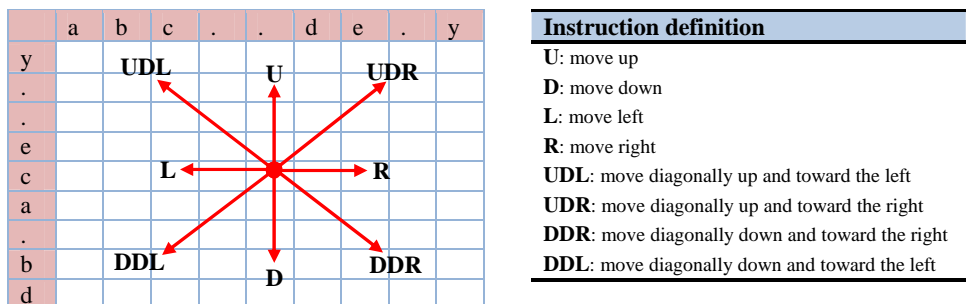 a b c . . d e . y
y
UDL U UDR
.
.
e
c L R
a
.
b DDL D DDR
d
Instruction definition
U: move up
D: move down
L: move left
R: move right
UDL: move diagonally up and toward the left
UDR: move diagonally up and toward the right
DDR: move diagonally down and toward the right
DDL: move diagonally down and toward the left